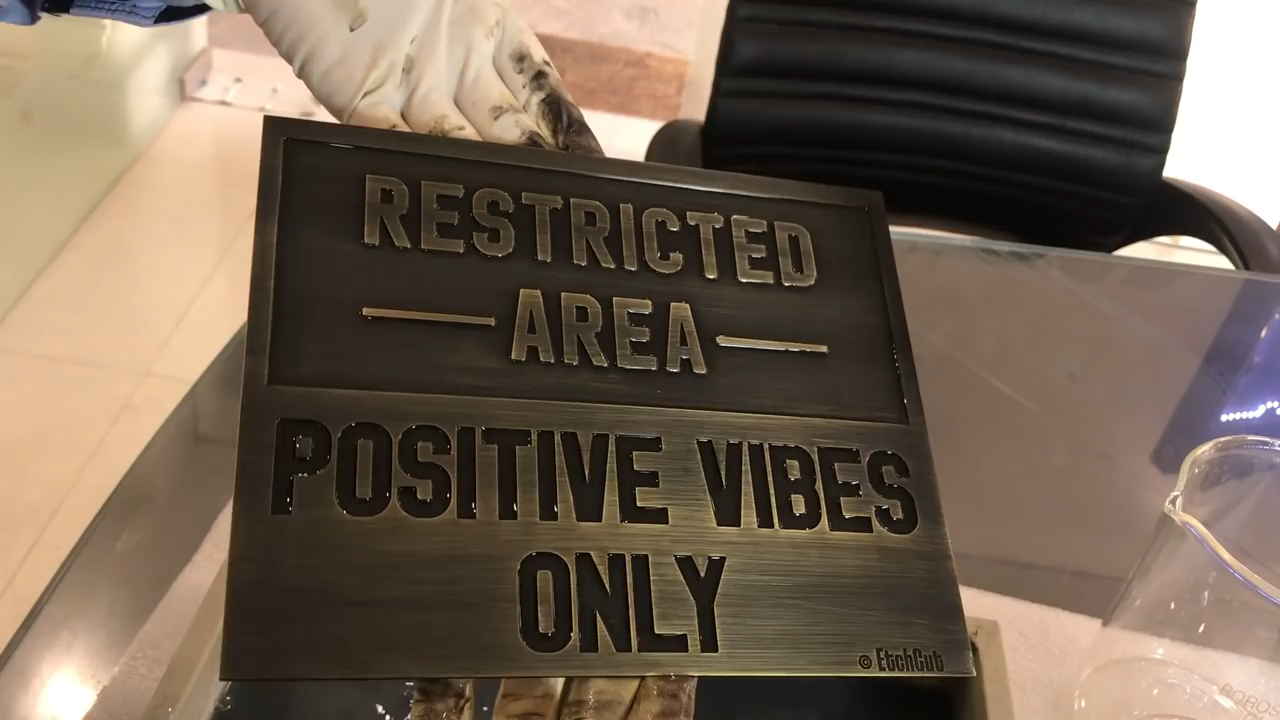 RESTRICTED
AREA
POSITIVE VIBES
ONLY
© EtchCut